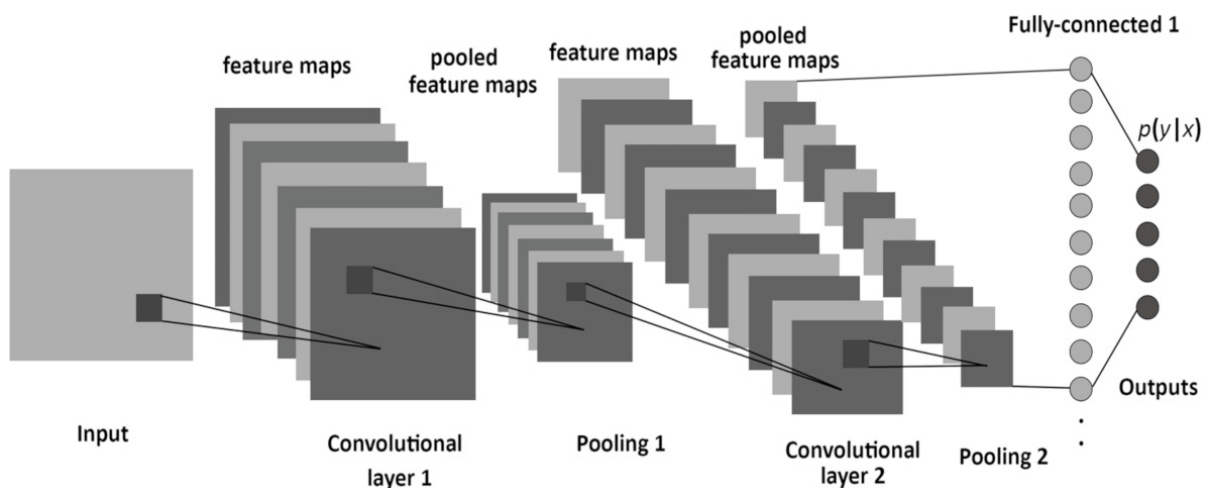 Fully-connected 1
feature maps
pooled
feature maps
feature maps
pooled
feature maps
p(y|x)
Input
Convolutional
layer 1
Pooling 1
Convolutional
layer 2
Pooling 2
Outputs